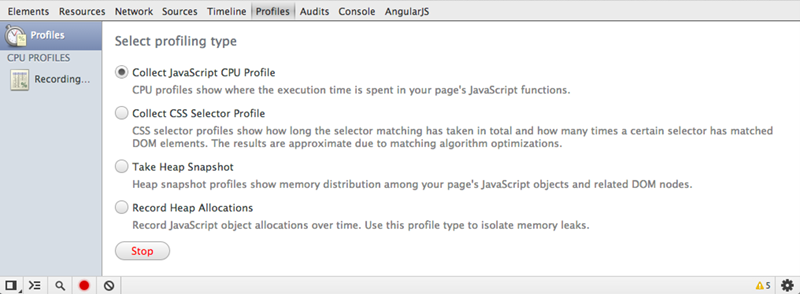 Elements Resources Network Sources Timeline Profiles Audits Console AngularJS
Profiles
CPU PROFILES
Recording...
Select profiling type
Collect JavaScript CPU Profile
CPU profiles show where the execution time is spent in your page's JavaScript functions.
Collect CSS Selector Profile
CSS selector profiles show how long the selector matching has taken in total and how many times a certain selector has matched
DOM elements. The results are approximate due to matching algorithm optimizations.
Take Heap Snapshot
Heap snapshot profiles show memory distribution among your page's JavaScript objects and related DOM nodes.
Record Heap Allocations
Record JavaScript object allocations over time. Use this profile type to isolate memory leaks.
Stop
5